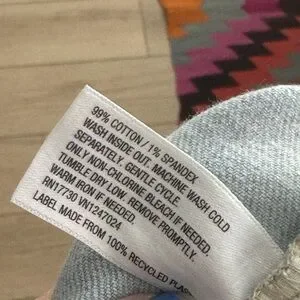 99% COTTON / 1% SPANDEX
WASH INSIDE OUT. MACHINE WASH COLD
SEPARATELY. GENTLE CYCLE.
ONLY NON-CHLORINE BLEACH IF NEEDED.
TUMBLE DRY LOW. REMOVE PROMPTLY.
WARM IRON IF NEEDED.
RN17730 VN1247024
LABEL MADE FROM 100% RECYCLED PLAS